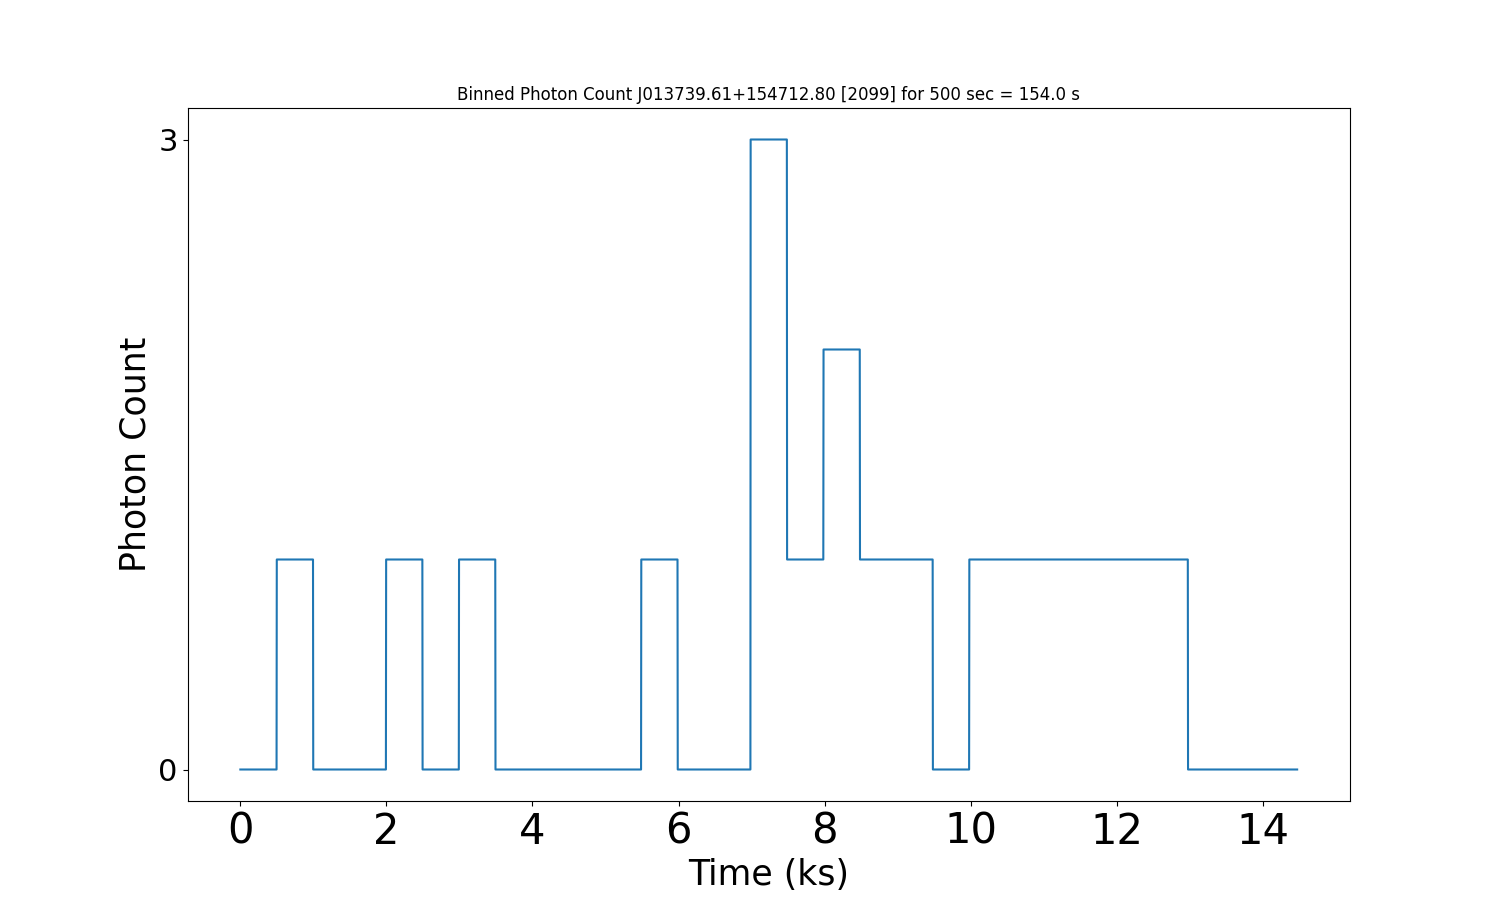 Binned Photon Count J013739.61+154712.80 [2099] for 500 sec = 154.0 s
3
0
Photon Count
0 2 4 6 8 10 12 14
Time (ks)